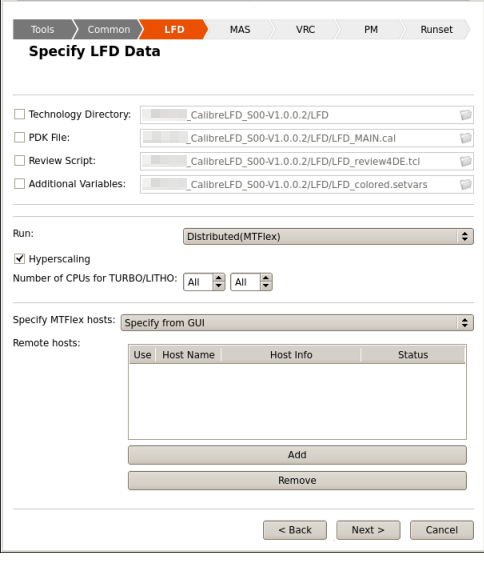 Tools Common LFD MAS VRC PM Runset
Specify LFD Data
Technology Directory: _CalibreLFD_S00-V1.0.0.2/LFD
PDK File: _CalibreLFD_S00-V1.0.0.2/LFD/LFD_MAIN.cal
Review Script: _CalibreLFD_S00-V1.0.0.2/LFD/LFD_review4DE.tcl
Additional Variables: _CalibreLFD_S00-V1.0.0.2/LFD/LFD_colored.setvars
Run: Distributed(MTFlex)
Hyperscaling
Number of CPUs for TURBO/LITHO: All All
Specify MTFlex hosts: Specify from GUI
Remote hosts:
Use Host Name Host Info Status
Add
Remove
< Back Next > Cancel